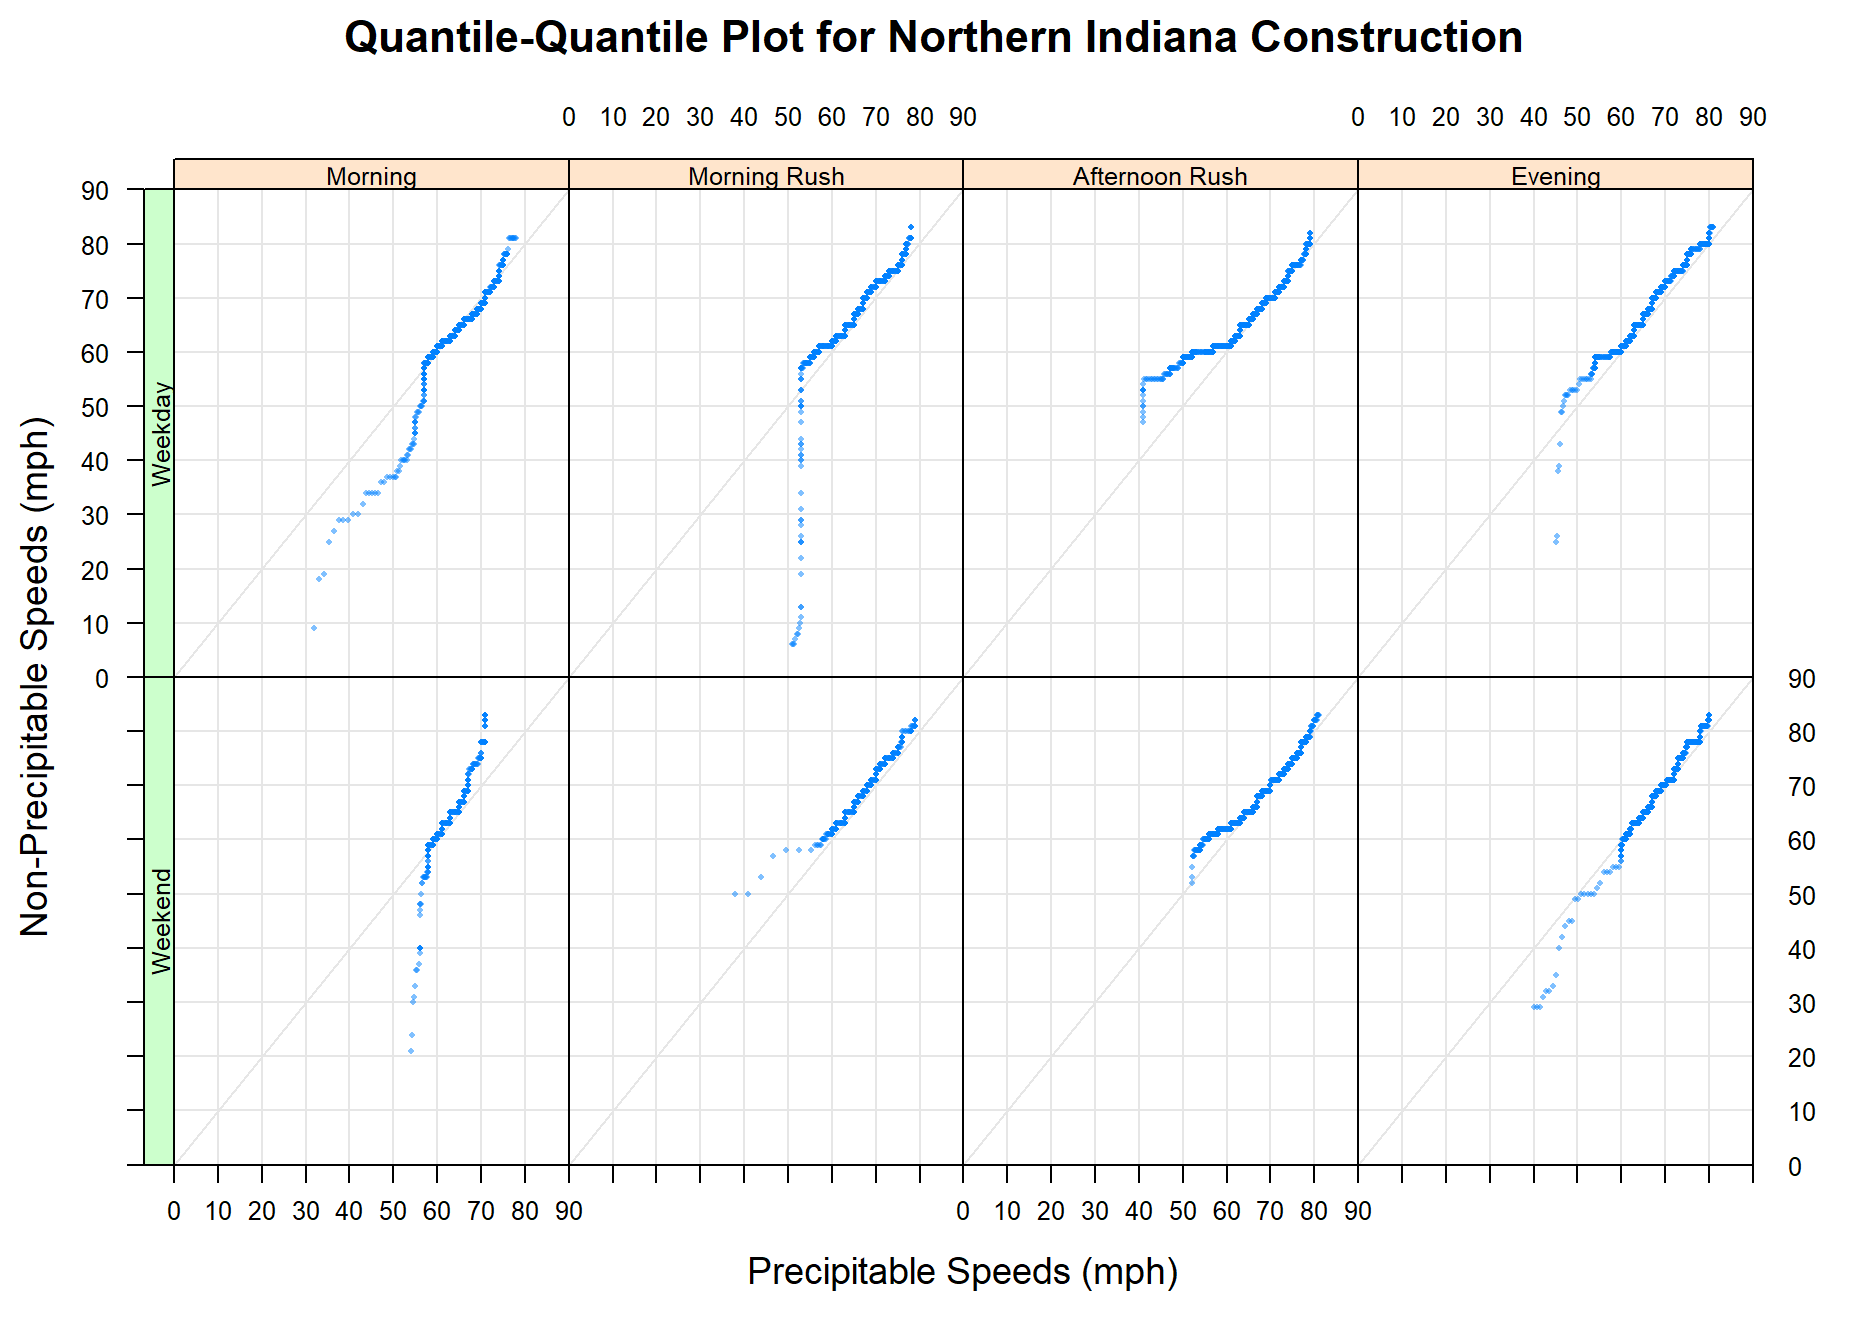 Quantile-Quantile Plot for Northern Indiana Construction
0 10 20 30 40 50 60 70 80 90 0 10 20 30 40 50 60 70 80 90
Morning Morning Rush Afternoon Rush Evening
90
80
70
60
50
40
30
20
10
0
Weekday
Weekend
Non-Precipitable Speeds (mph)
90
80
70
60
50
40
30
20
10
0
0 10 20 30 40 50 60 70 80 90 0 10 20 30 40 50 60 70 80 90
Precipitable Speeds (mph)